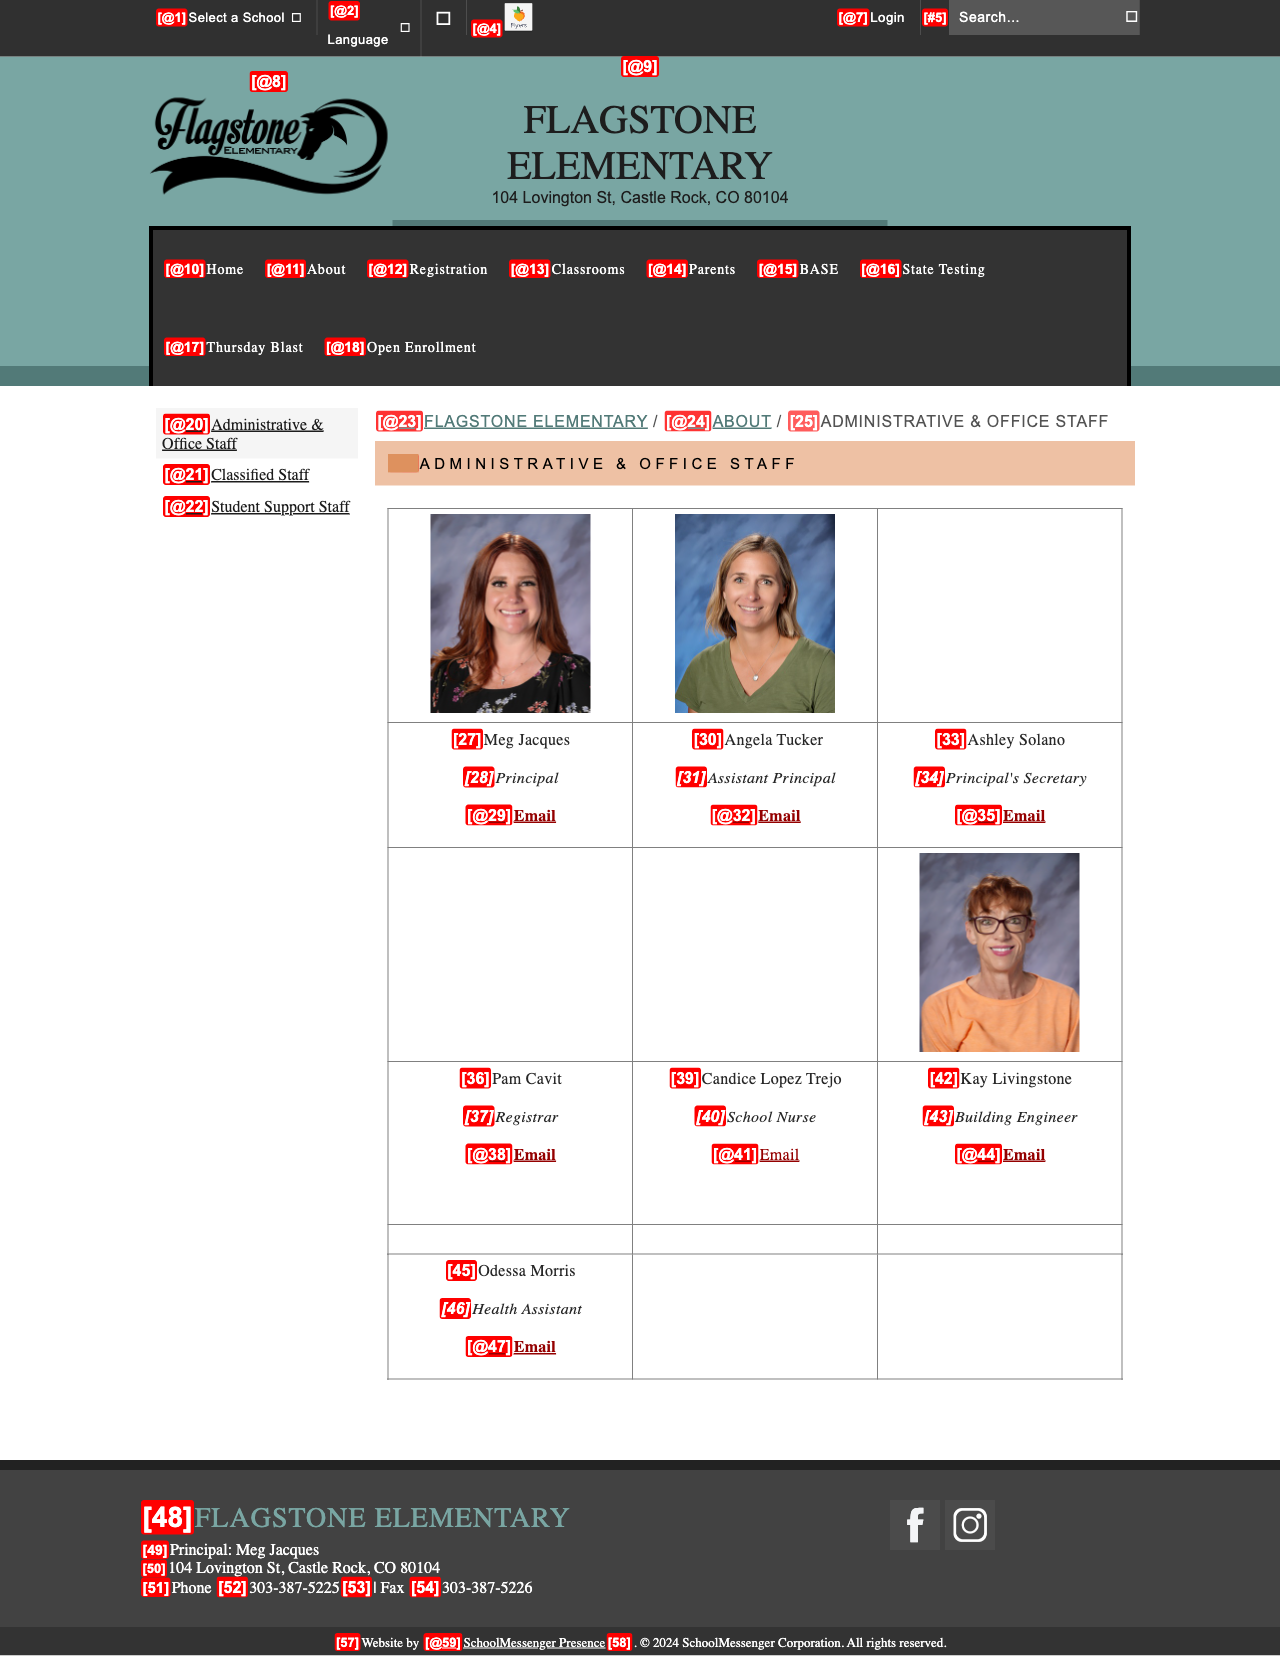 [@1] Select a School
[@2] Language
[@4] Flyers
[@7] Login
[#5] Search...
[@8]
Flagstone
ELEMENTARY
[@9]
FLAGSTONE
ELEMENTARY
104 Lovington St, Castle Rock, CO 80104
[@10] Home [@11] About [@12] Registration [@13] Classrooms [@14] Parents [@15] BASE [@16] State Testing
[@17] Thursday Blast [@18] Open Enrollment
[@20] Administrative &
Office Staff
[@21] Classified Staff
[@22] Student Support Staff
[@23] FLAGSTONE ELEMENTARY / [@24] ABOUT / [25] ADMINISTRATIVE & OFFICE STAFF
ADMINISTRATIVE & OFFICE STAFF
[27] Meg Jacques
[28] Principal
[@29] Email
[30] Angela Tucker
[31] Assistant Principal
[@32] Email
[33] Ashley Solano
[34] Principal's Secretary
[@35] Email
[36] Pam Cavit
[37] Registrar
[@38] Email
[39] Candice Lopez Trejo
[40] School Nurse
[@41] Email
[42] Kay Livingstone
[43] Building Engineer
[@44] Email
[45] Odessa Morris
[46] Health Assistant
[@47] Email
[48] FLAGSTONE ELEMENTARY
[49] Principal: Meg Jacques
[50] 104 Lovington St, Castle Rock, CO 80104
[51] Phone [52] 303-387-5225 [53] | Fax [54] 303-387-5226
[57] Website by [@59] SchoolMessenger Presence [58] . © 2024 SchoolMessenger Corporation. All rights reserved.